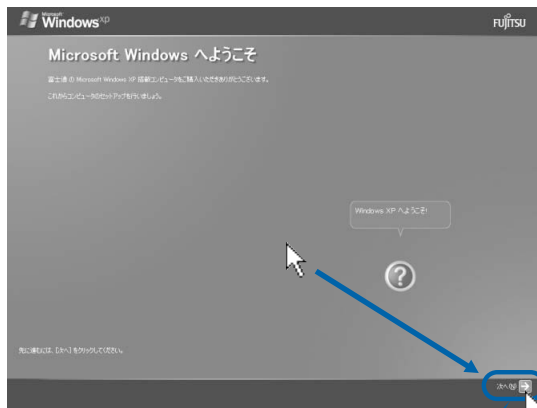 Microsoft
Windows xp
FUJITSU
Microsoft Windows へようこそ
富士通 の Microsoft Windows XP 搭載コンピュータをご購入いただきありがとうございます。
これからコンピュータのセットアップを行いましょう。
Windows XP へようこそ!
?
先に進むには、[次へ] をクリックしてください。
次へ(N)